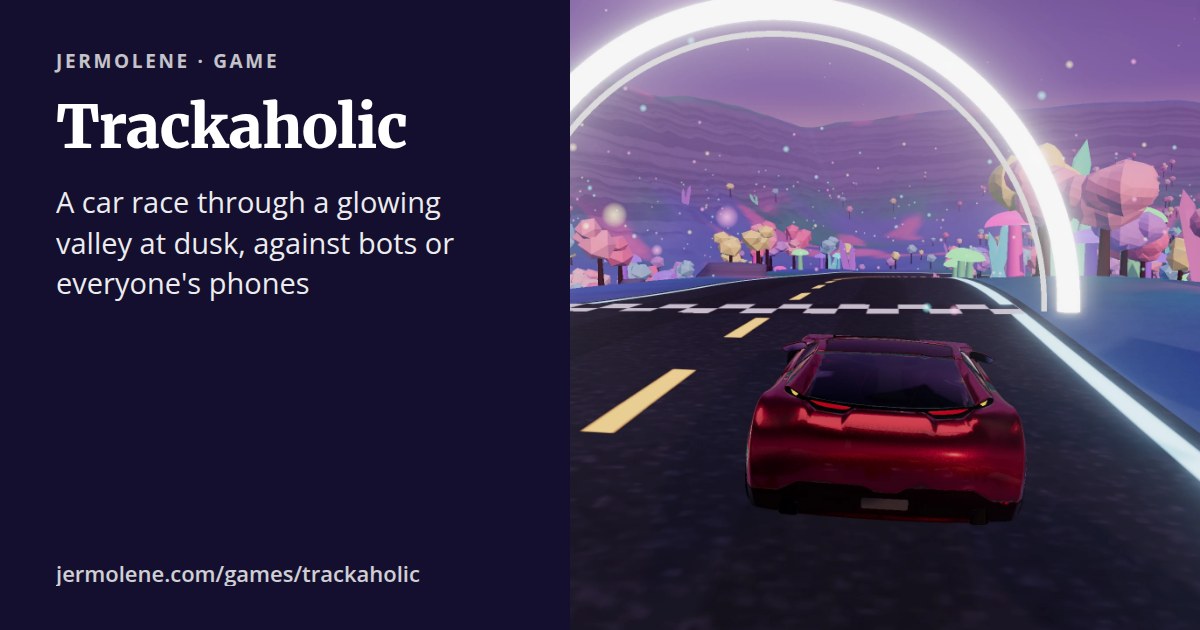 JERMOLENE · GAME
Trackaholic
A car race through a glowing
valley at dusk, against bots or
everyone's phones
jermolene.com/games/trackaholic